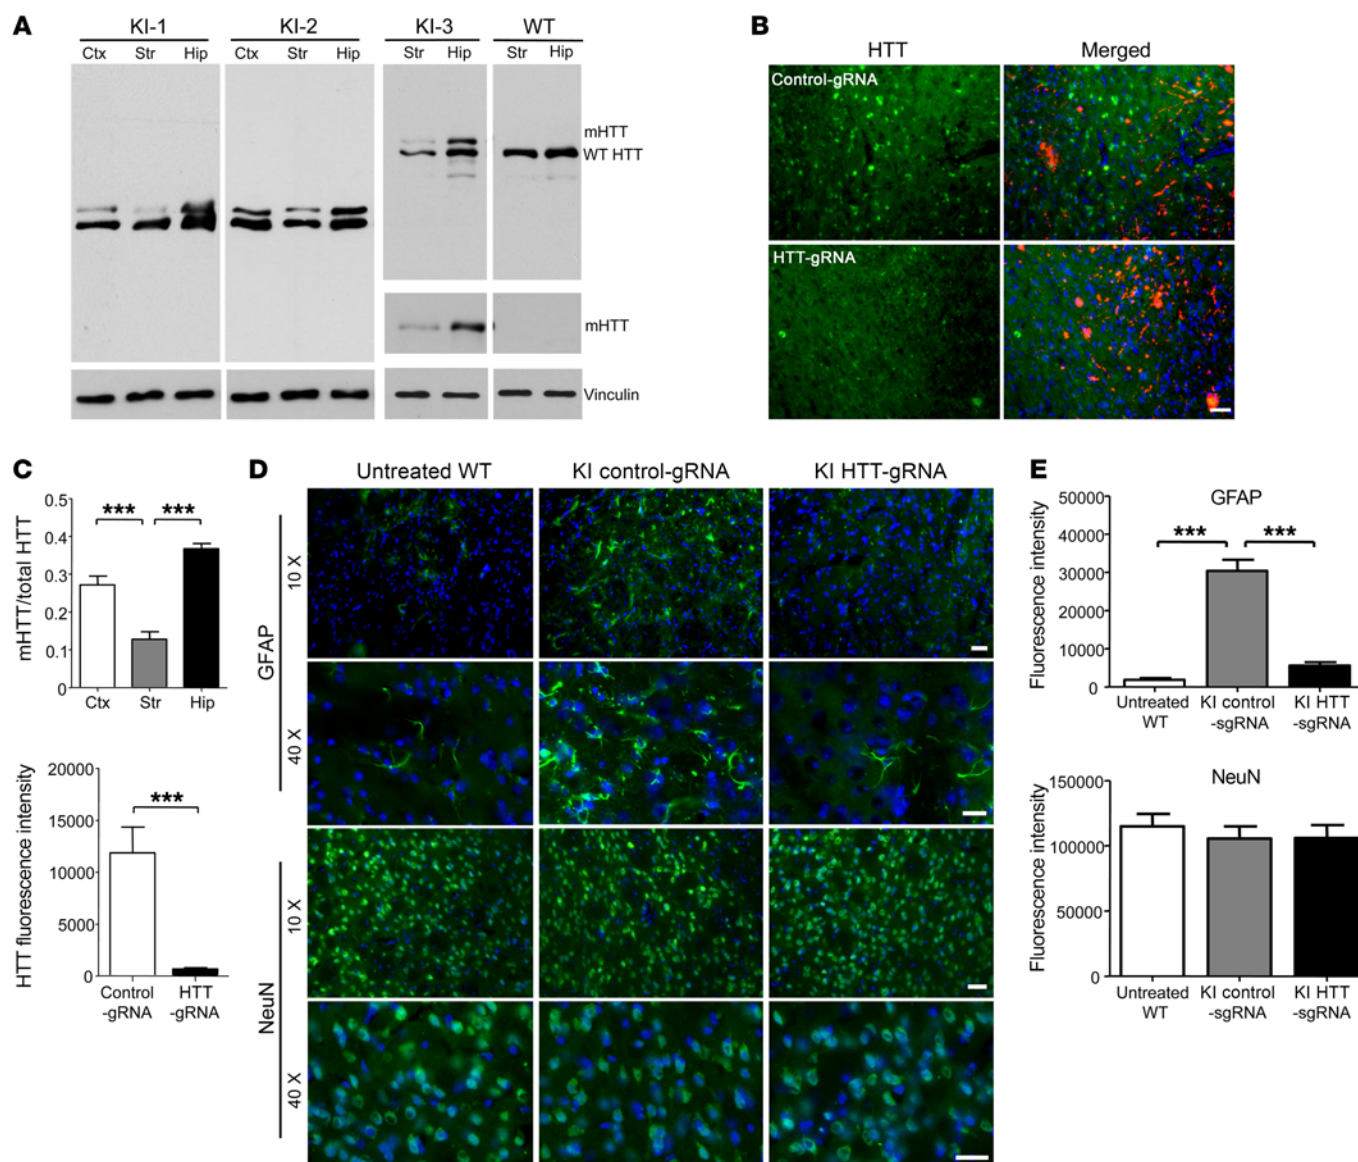 A
KI-1 KI-2 KI-3 WT
Ctx Str Hip Ctx Str Hip Str Hip Str Hip
mHTT
WT HTT
mHTT
Vinculin
B
HTT Merged
Control-gRNA
HTT-gRNA
C
0.5
0.4
0.3
0.2
0.1
0
mHTT/total HTT
*** ***
Ctx Str Hip
20000
15000
10000
5000
0
HTT fluorescence intensity
***
Control HTT
-gRNA -gRNA
D
Untreated WT KI control-gRNA KI HTT-gRNA
GFAP
10 X
40 X
NeuN
10 X
40 X
E
GFAP
50000
40000
30000
20000
10000
0
Fluorescence intensity
*** ***
Untreated KI control KI HTT
WT -sgRNA -sgRNA
NeuN
150000
100000
50000
0
Fluorescence intensity
Untreated KI control KI HTT
WT -sgRNA -sgRNA